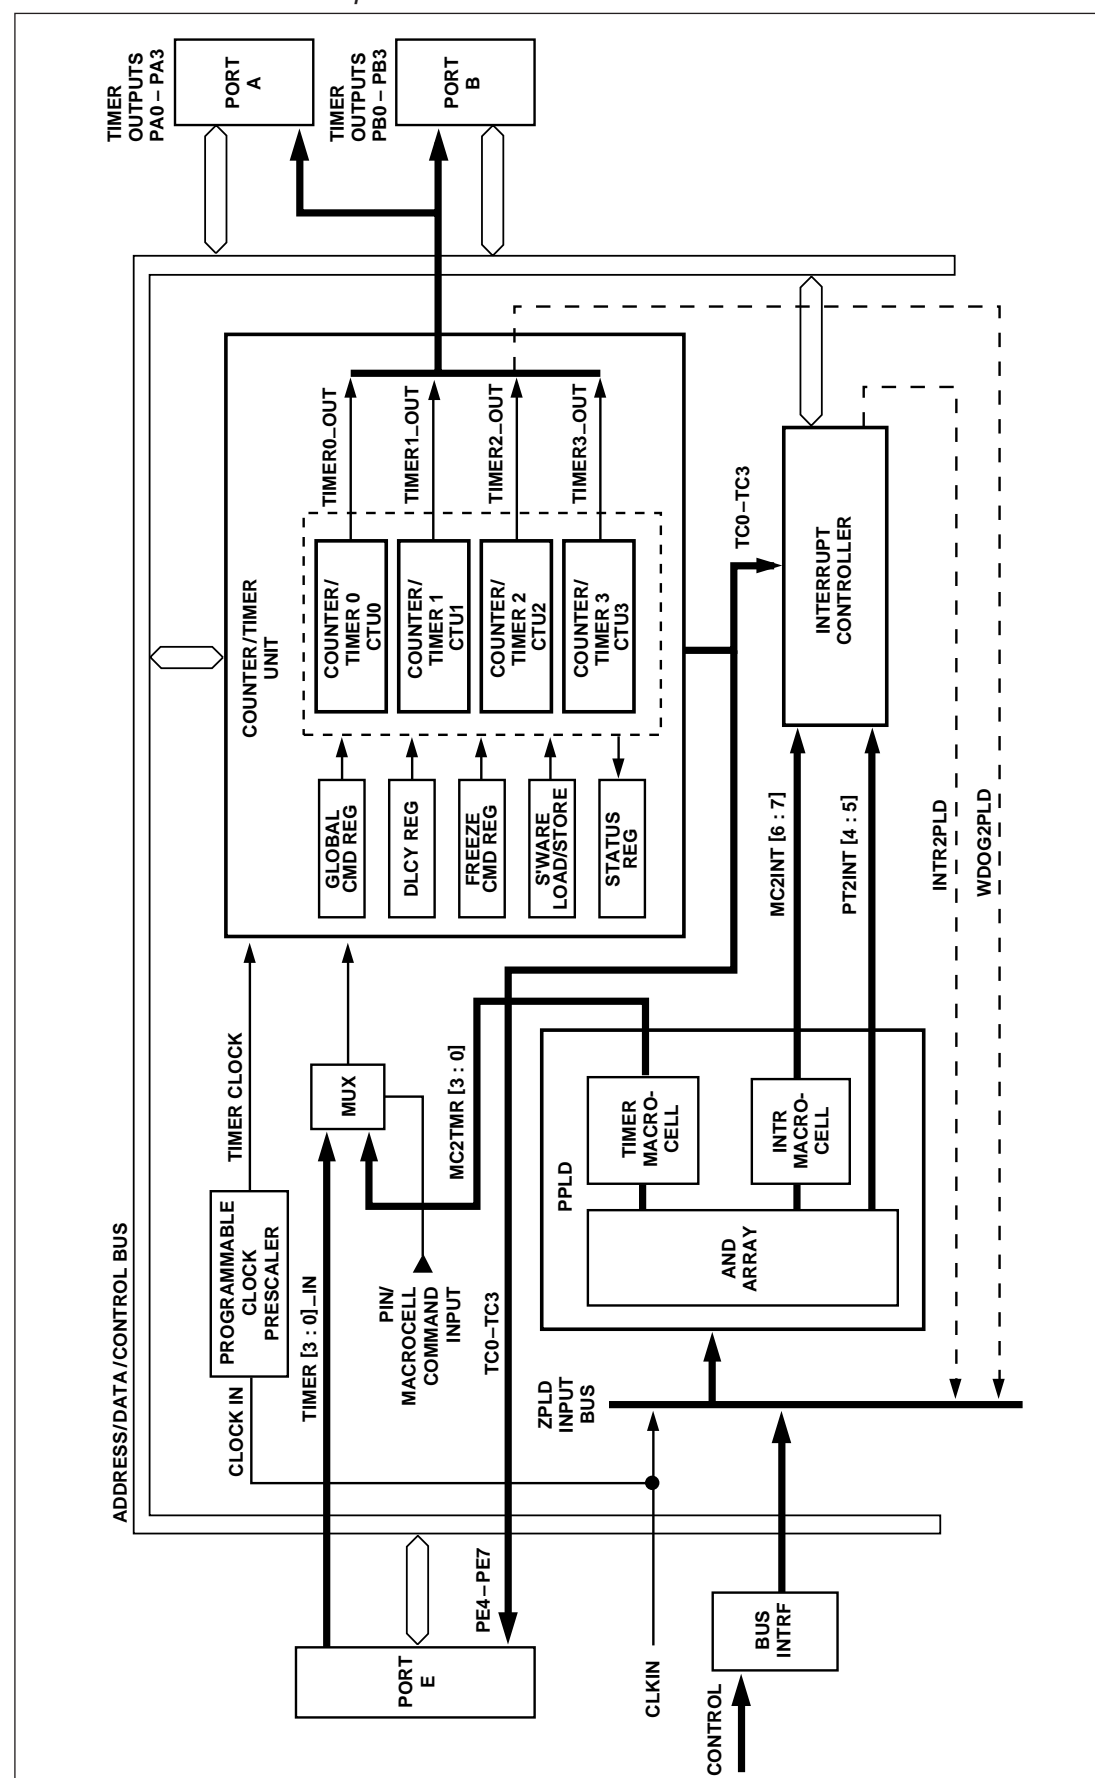 TIMER
OUTPUTS
PA0 – PA3
PORT
A
TIMER
OUTPUTS
PB0 – PB3
PORT
B
ADDRESS/DATA/CONTROL BUS
COUNTER/TIMER
UNIT
TIMER0_OUT
TIMER1_OUT
TIMER2_OUT
TIMER3_OUT
COUNTER/
TIMER 0
CTU0
COUNTER/
TIMER 1
CTU1
COUNTER/
TIMER 2
CTU2
COUNTER/
TIMER 3
CTU3
GLOBAL
CMD REG
DLCY REG
FREEZE
CMD REG
S'WARE
LOAD/STORE
STATUS
REG
TC0–TC3
INTERRUPT
CONTROLLER
MC2INT [6 : 7]
PT2INT [4 : 5]
INTR2PLD
WDOG2PLD
TIMER CLOCK
PROGRAMMABLE
CLOCK
PRESCALER
CLOCK IN
MUX
TIMER [3 : 0]_IN
MC2TMR [3 : 0]
PIN/
MACROCELL
COMMAND
INPUT
TC0–TC3
PPLD
TIMER
MACRO-
CELL
INTR
MACRO-
CELL
AND
ARRAY
ZPLD
INPUT
BUS
PE4–PE7
PORT
E
CLKIN
BUS
INTRF
CONTROL